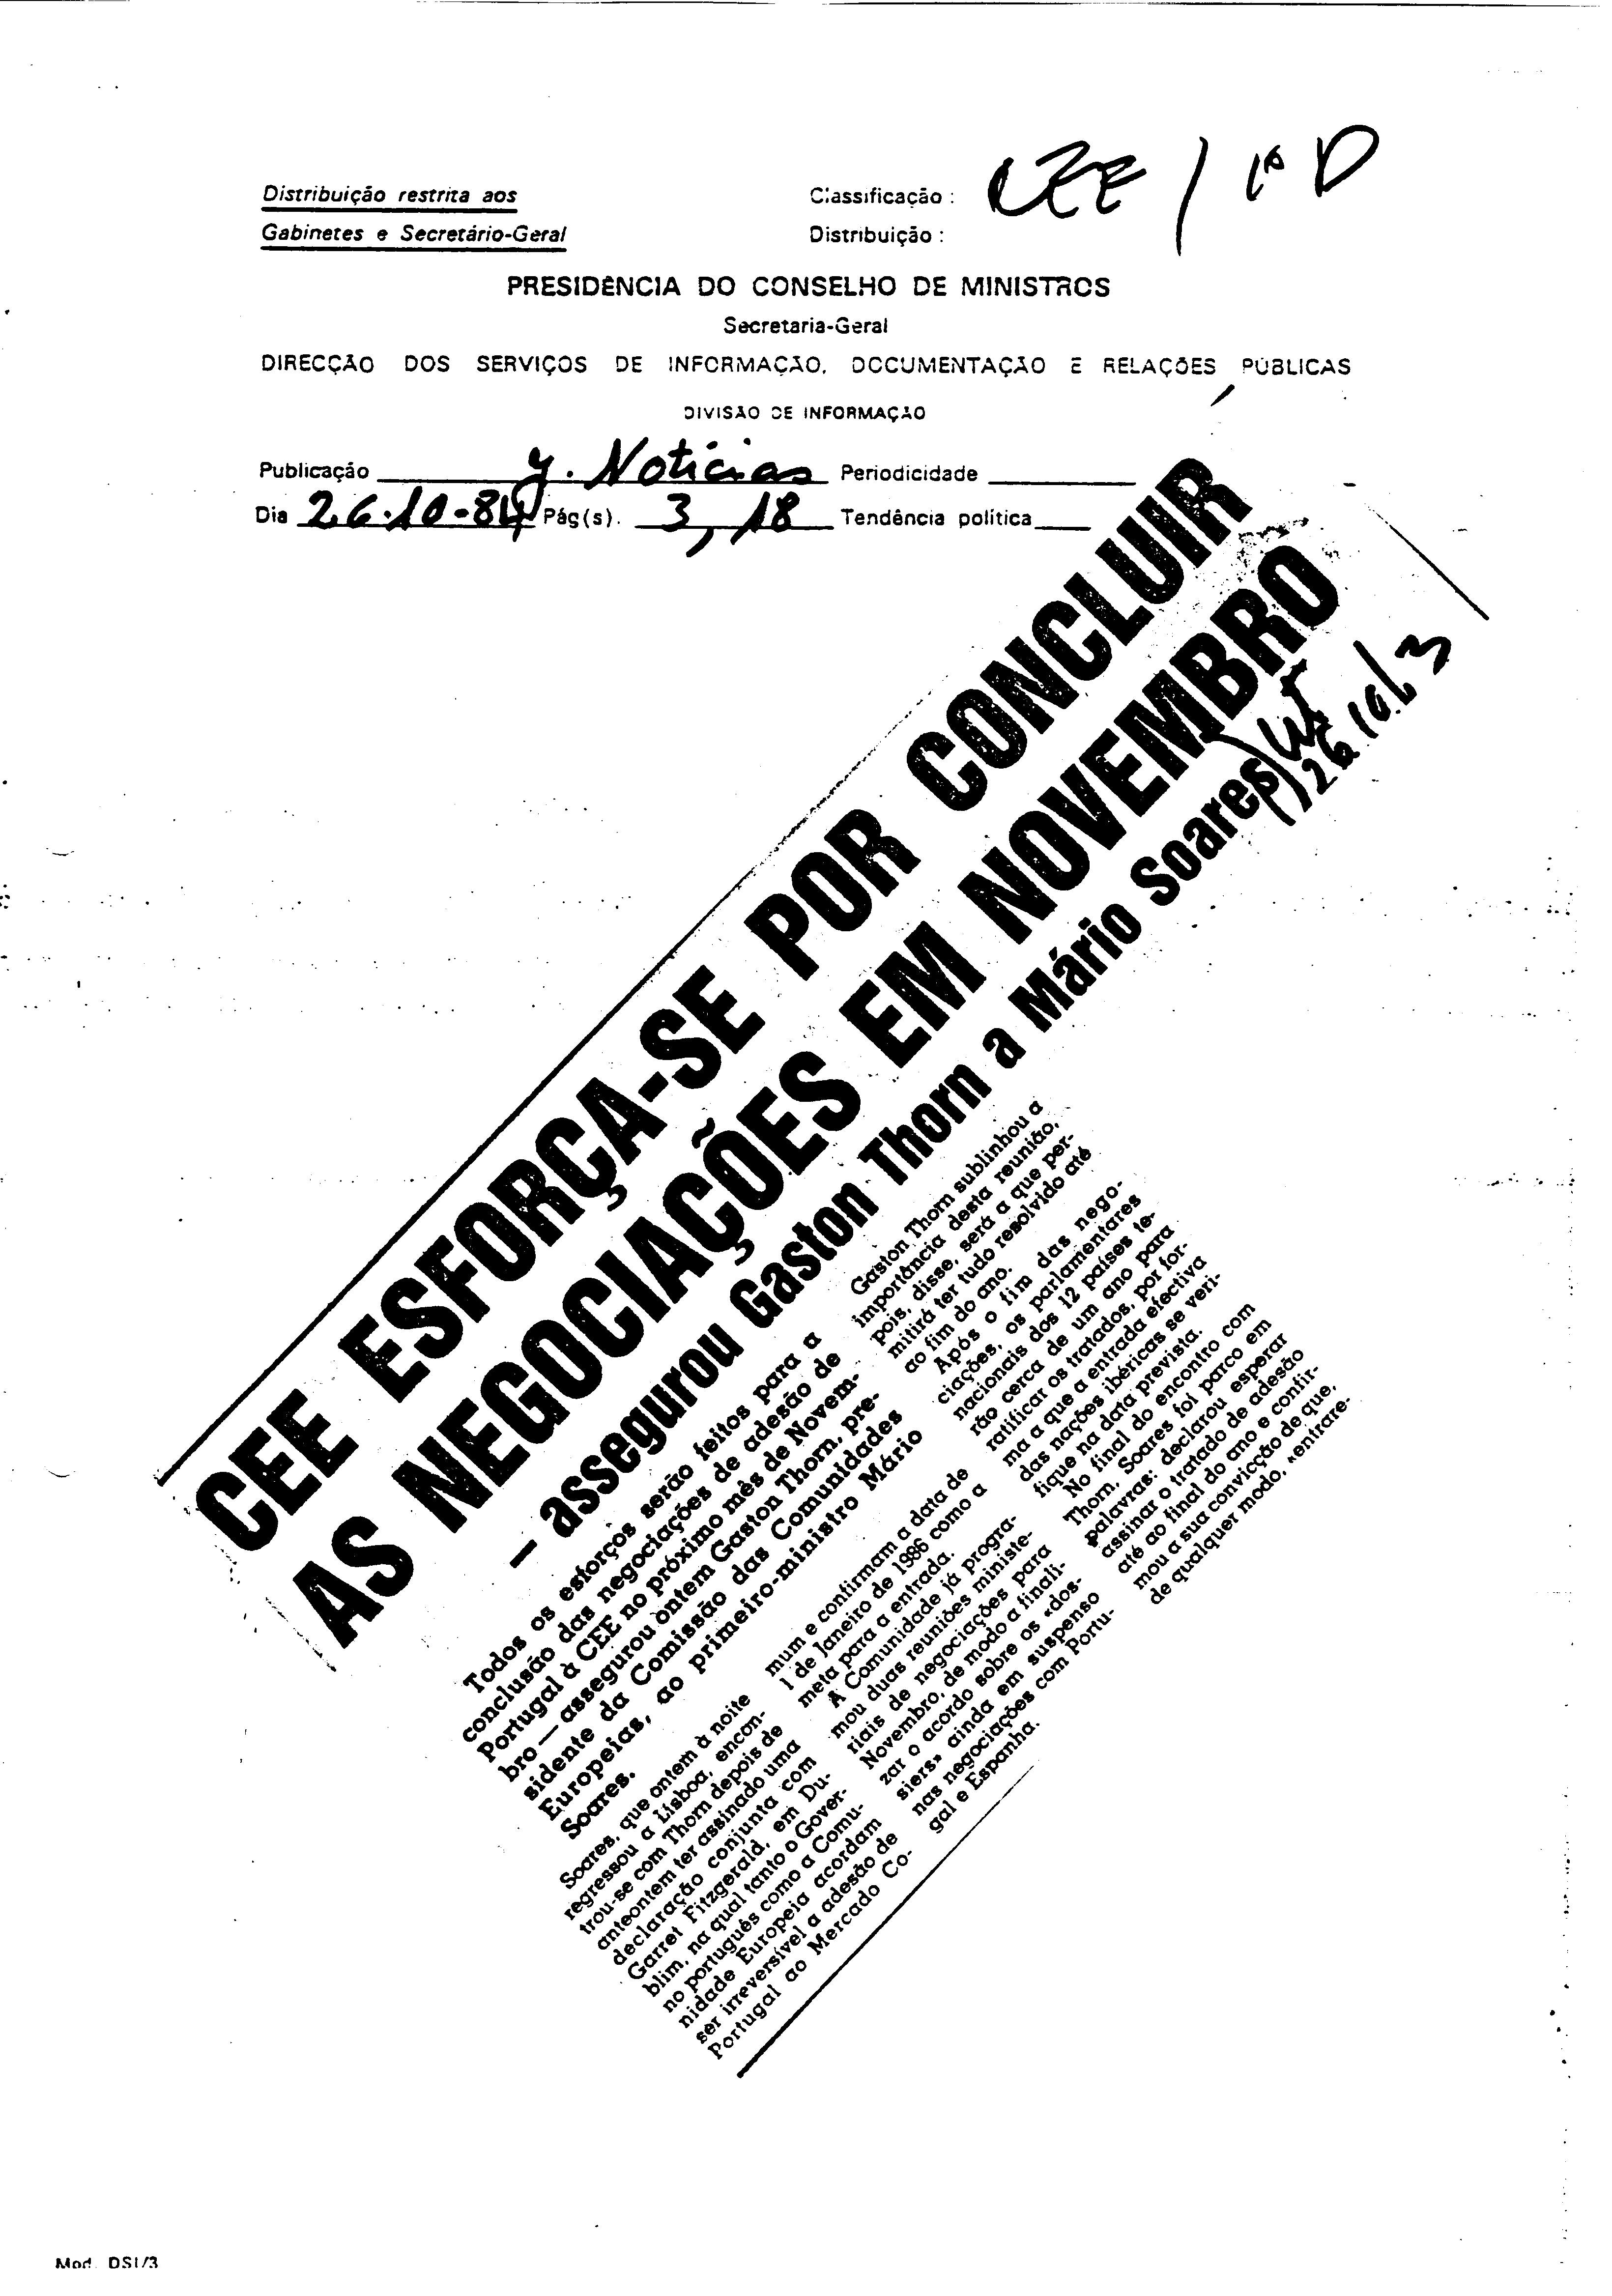 Distribuição restrita aos
Gabinetes e Secretário-Geral
Classificação : CEE / 1ª D
Distribuição :
PRESIDÊNCIA DO CONSELHO DE MINISTROS
Secretaria-Geral
DIRECÇÃO DOS SERVIÇOS DE INFORMAÇÃO, DOCUMENTAÇÃO E RELAÇÕES PÚBLICAS
DIVISÃO DE INFORMAÇÃO
Publicação J. Notícias Periodicidade
Dia 26.10-84 Pág(s). 3, 18 Tendência política
CEE ESFORÇA-SE POR CONCLUIR
AS NEGOCIAÇÕES EM NOVEMBRO
— assegurou Gaston Thorn a Mário Soares
26.10.13
Todos os esforços serão feitos para a
conclusão das negociações de adesão de
Portugal à CEE no próximo mês de Novem-
bro — assegurou ontem Gaston Thorn, pre-
sidente da Comissão das Comunidades
Europeias, ao primeiro-ministro Mário
Soares.
Soares, que ontem à noite
regressou a Lisboa, encon-
trou-se com Thorn depois de
anteontem ter assinado uma
declaração conjunta com
Garret Fitzgerald, em Du-
blim, na qual tanto o Gover-
no português como a Comu-
nidade Europeia acordam
ser irreversível a adesão de
Portugal ao Mercado Co-
mum e confirmam a data de
1 de Janeiro de 1986 como a
meta para a entrada.
A Comunidade já progra-
mou duas reuniões ministe-
riais de negociações para
Novembro, de modo a finali-
zar o acordo sobre os «dos-
siers» ainda em suspenso
nas negociações com Portu-
gal e Espanha.
Gaston Thorn sublinhou a
importância desta reunião,
pois, disse, será a que per-
mitirá ter tudo resolvido até
ao fim do ano.
Após o fim das nego-
ciações, os parlamentares
nacionais dos 12 países te-
rão cerca de um ano para
ratificar os tratados, por for-
ma a que a entrada efectiva
das nações ibéricas se veri-
fique na data prevista.
No final do encontro com
Thorn, Soares foi parco em
palavras: declarou esperar
assinar o tratado de adesão
até ao final do ano e confir-
mou a sua convicção de que,
de qualquer modo, «entrare-
Mod. DSI/3